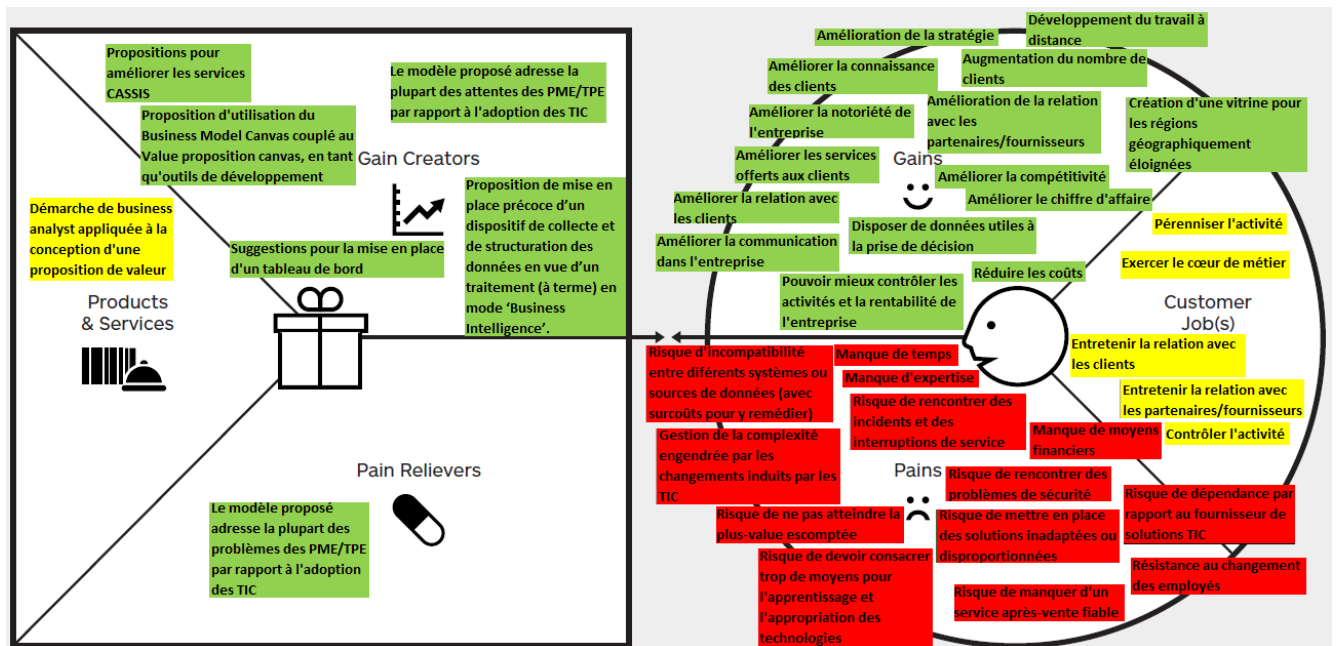 Propositions pour
améliorer les services
CASSIS
Proposition d'utilisation du
Business Model Canvas couplé au
Value proposition canvas, en tant
qu'outils de développement
Le modèle proposé adresse la
plupart des attentes des PME/TPE
par rapport à l'adoption des TIC
Gain Creators
Démarche de business
analyst appliquée à la
conception d'une
proposition de valeur
Suggestions pour la mise en place
d'un tableau de bord
Proposition de mise en
place précoce d’un
dispositif de collecte et
de structuration des
données en vue d’un
traitement (à terme) en
mode ‘Business
Intelligence’.
Products
& Services
Pain Relievers
Le modèle proposé
adresse la plupart des
problèmes des PME/TPE
par rapport à l'adoption
des TIC
Amélioration de la stratégie
Développement du travail à
distance
Améliorer la connaissance
des clients
Augmentation du nombre de
clients
Améliorer la notoriété de
l'entreprise
Amélioration de la relation
avec les
partenaires/fournisseurs
Création d'une vitrine pour
les régions
géographiquement
éloignées
Améliorer les services
offerts aux clients
Gains
Améliorer la compétitivité
Améliorer le chiffre d'affaire
Améliorer la relation avec
les clients
Disposer de données utiles à
la prise de décision
Améliorer la communication
dans l'entreprise
Pouvoir mieux contrôler les
activités et la rentabilité de
l'entreprise
Réduire les coûts
Pérenniser l'activité
Exercer le cœur de métier
Customer
Job(s)
Entretenir la relation avec
les clients
Entretenir la relation avec
les partenaires/fournisseurs
Contrôler l'activité
Risque d'incompatibilité
entre diférents systèmes ou
sources de données (avec
surcoûts pour y remédier)
Manque de temps
Manque d'expertise
Risque de rencontrer des
incidents et des
interruptions de service
Manque de moyens
financiers
Gestion de la complexité
engendrée par les
changements induits par les
TIC
Pains
Risque de rencontrer des
problèmes de sécurité
Risque de ne pas atteindre la
plus-value escomptée
Risque de mettre en place
des solutions inadaptées ou
disproportionnées
Risque de dépendance par
rapport au fournisseur de
solutions TIC
Risque de devoir consacrer
trop de moyens pour
l'apprentissage et
l'appropriation des
technologies
Risque de manquer d'un
service après-vente fiable
Résistance au changement
des employés